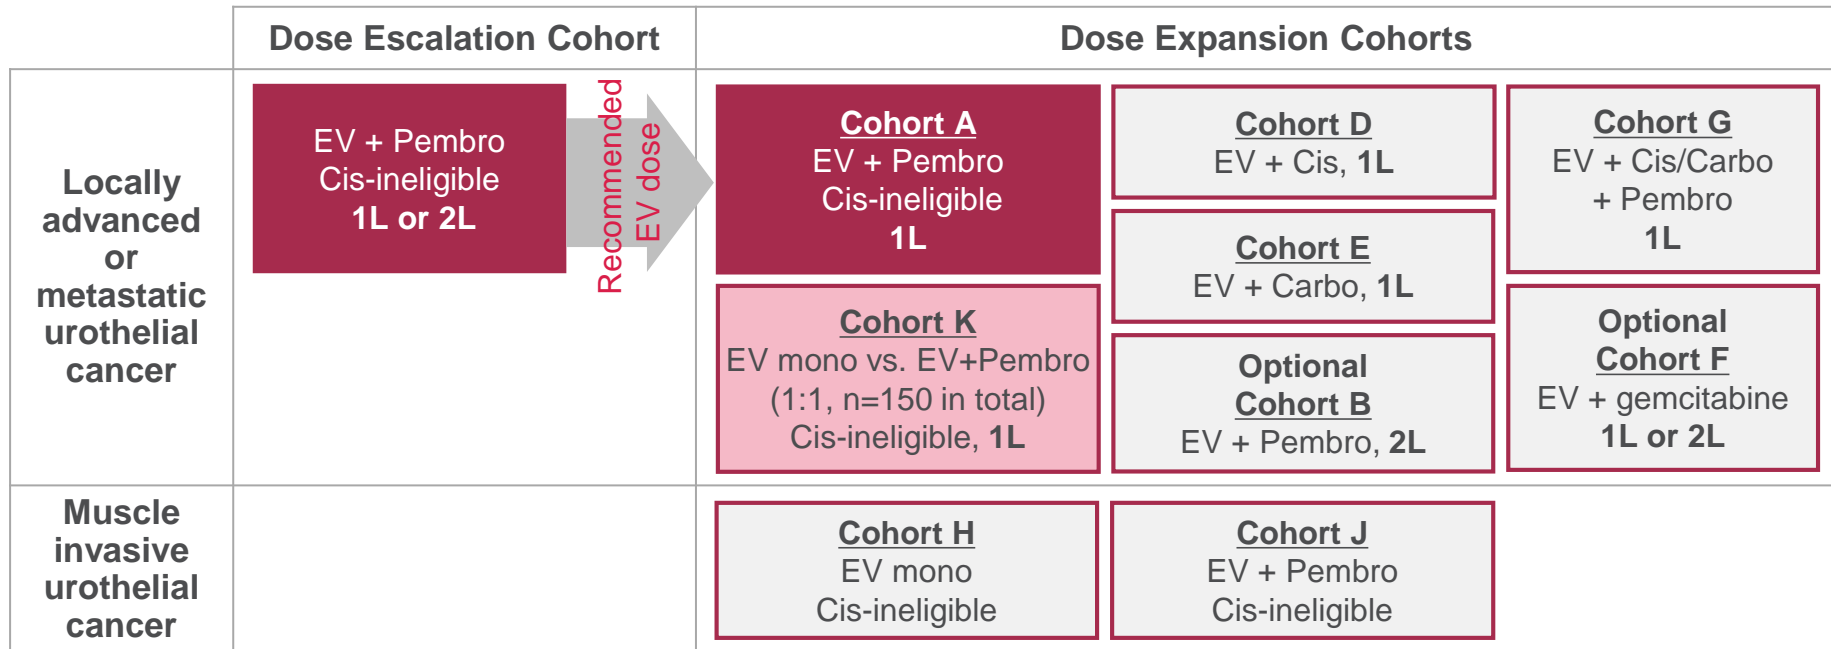 Dose Escalation Cohort
Dose Expansion Cohorts
Locally
advanced
or
metastatic
urothelial
cancer
EV + Pembro
Cis-ineligible
1L or 2L
Recommended
EV dose
Cohort A
EV + Pembro
Cis-ineligible
1L
Cohort K
EV mono vs. EV+Pembro
(1:1, n=150 in total)
Cis-ineligible, 1L
Cohort D
EV + Cis, 1L
Cohort E
EV + Carbo, 1L
Optional
Cohort B
EV + Pembro, 2L
Cohort G
EV + Cis/Carbo
+ Pembro
1L
Optional
Cohort F
EV + gemcitabine
1L or 2L
Muscle
invasive
urothelial
cancer
Cohort H
EV mono
Cis-ineligible
Cohort J
EV + Pembro
Cis-ineligible